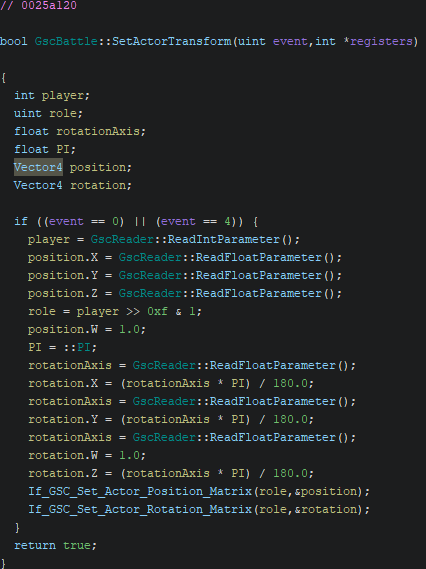 // 0025a120
bool GscBattle::SetActorTransform(uint event,int *registers)
{
int player;
uint role;
float rotationAxis;
float PI;
Vector4 position;
Vector4 rotation;
if ((event == 0) || (event == 4)) {
player = GscReader::ReadIntParameter();
position.X = GscReader::ReadFloatParameter();
position.Y = GscReader::ReadFloatParameter();
position.Z = GscReader::ReadFloatParameter();
role = player >> 0xf & 1;
position.W = 1.0;
PI = ::PI;
rotationAxis = GscReader::ReadFloatParameter();
rotation.X = (rotationAxis * PI) / 180.0;
rotationAxis = GscReader::ReadFloatParameter();
rotation.Y = (rotationAxis * PI) / 180.0;
rotationAxis = GscReader::ReadFloatParameter();
rotation.W = 1.0;
rotation.Z = (rotationAxis * PI) / 180.0;
If_GSC_Set_Actor_Position_Matrix(role,&position);
If_GSC_Set_Actor_Rotation_Matrix(role,&rotation);
}
return true;
}